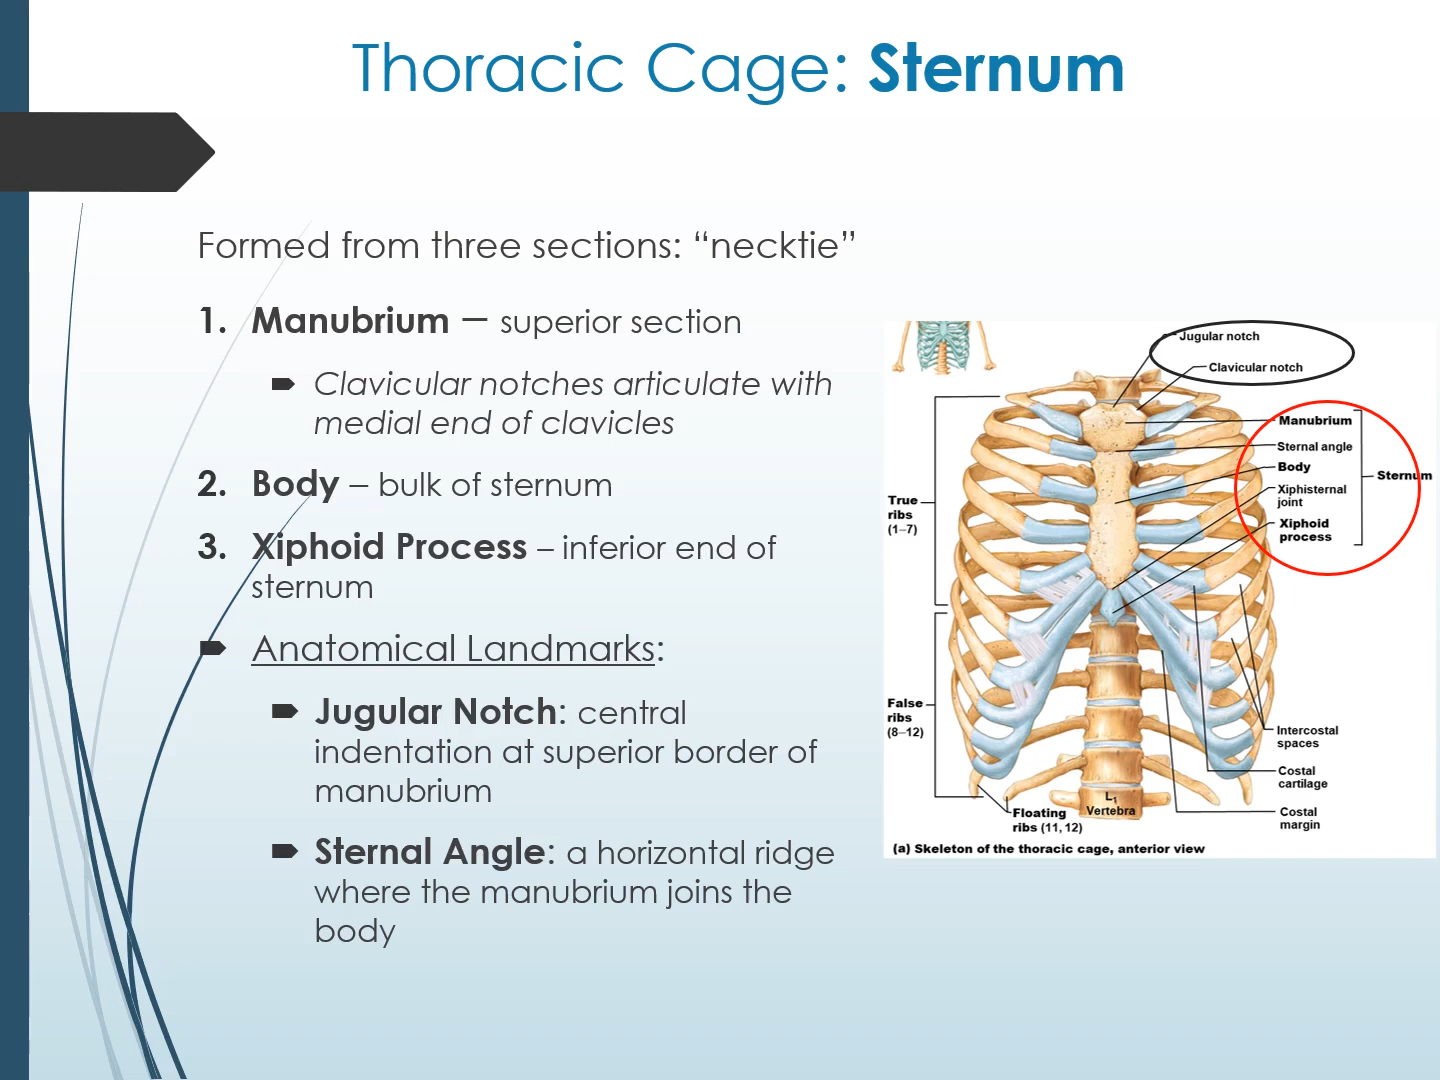 Thoracic Cage: Sternum
Formed from three sections: “necktie”
1. Manubrium – superior section
Clavicular notches articulate with
medial end of clavicles
2. Body – bulk of sternum
3. Xiphoid Process – inferior end of
sternum
Anatomical Landmarks:
Jugular Notch: central
indentation at superior border of
manubrium
Sternal Angle: a horizontal ridge
where the manubrium joins the
body
Jugular notch
Clavicular notch
Manubrium
Sternal angle
Body
Xiphisternal
joint
Xiphoid
process
Sternum
True
ribs
(1–7)
False
ribs
(8–12)
Intercostal
spaces
Costal
cartilage
Costal
margin
L1
Vertebra
Floating
ribs (11, 12)
(a) Skeleton of the thoracic cage, anterior view